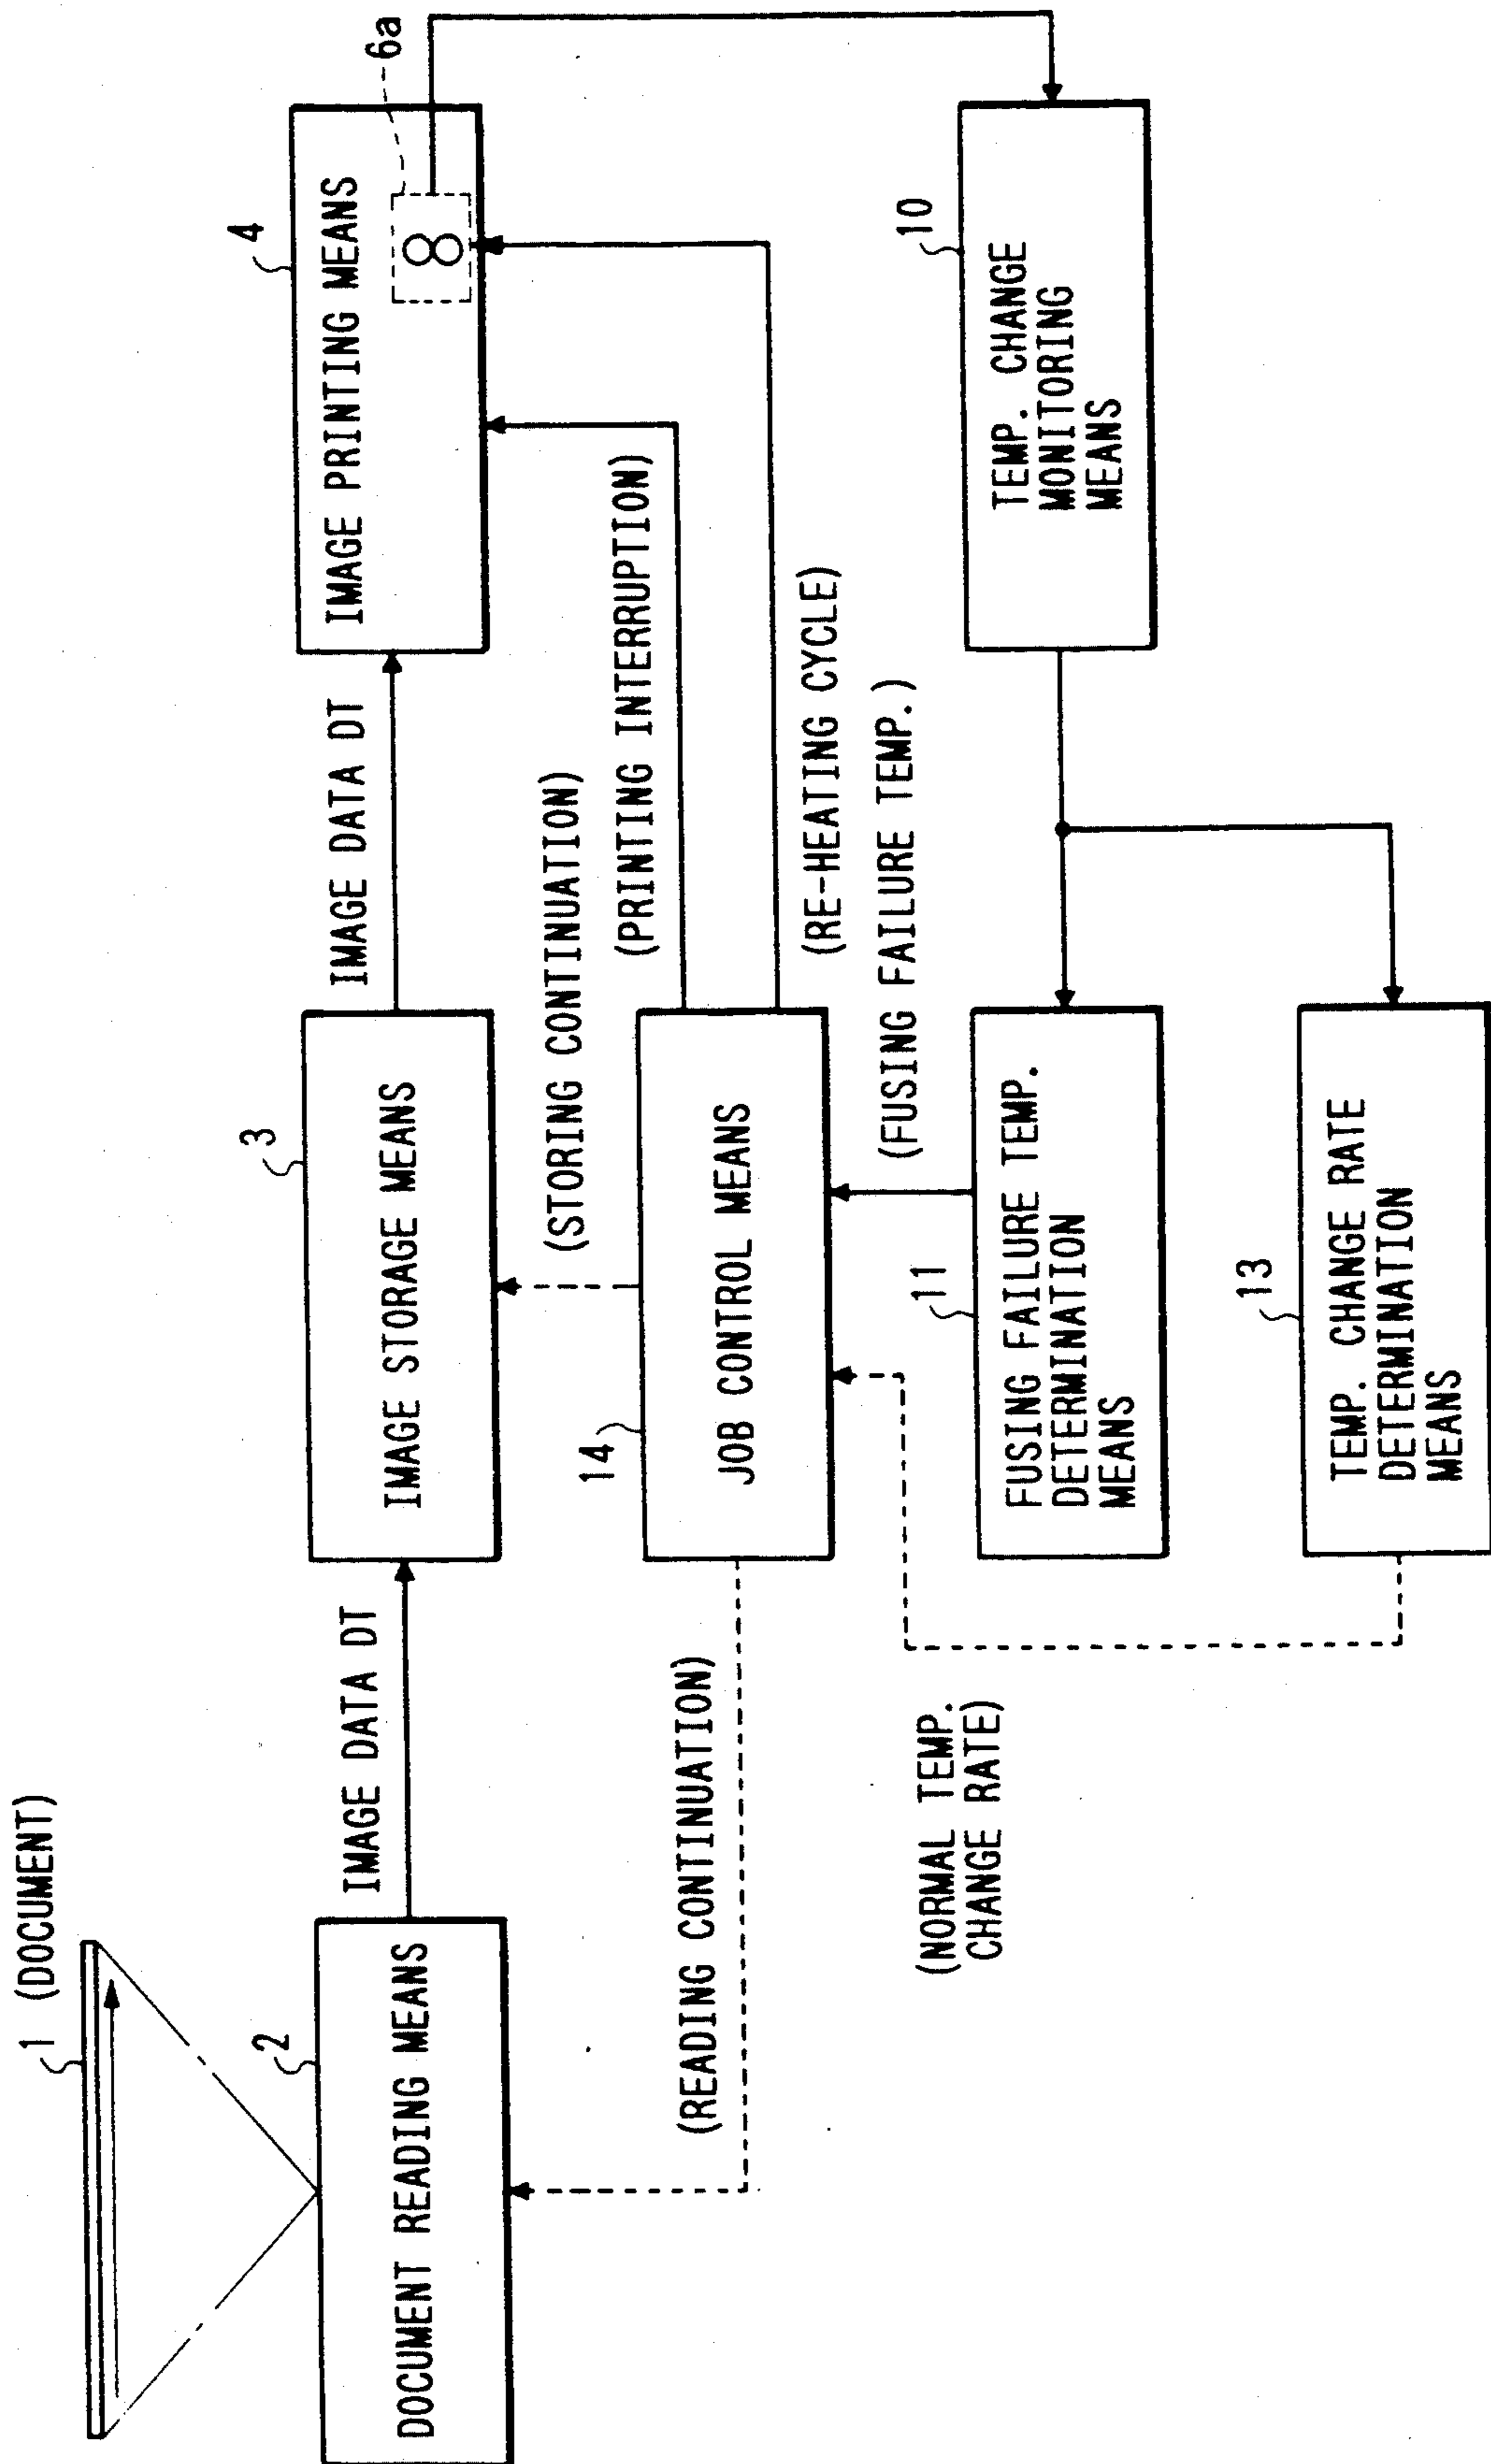 1 (DOCUMENT)
2
DOCUMENT READING MEANS
IMAGE DATA DT
3
IMAGE STORAGE MEANS
IMAGE DATA DT
4
IMAGE PRINTING MEANS
6a
(READING CONTINUATION)
(STORING CONTINUATION)
(PRINTING INTERRUPTION)
14
JOB CONTROL MEANS
(RE-HEATING CYCLE)
(FUSING FAILURE TEMP.)
(NORMAL TEMP.
CHANGE RATE)
11
FUSING FAILURE TEMP.
DETERMINATION
MEANS
10
TEMP. CHANGE
MONITORING
MEANS
13
TEMP. CHANGE RATE
DETERMINATION
MEANS